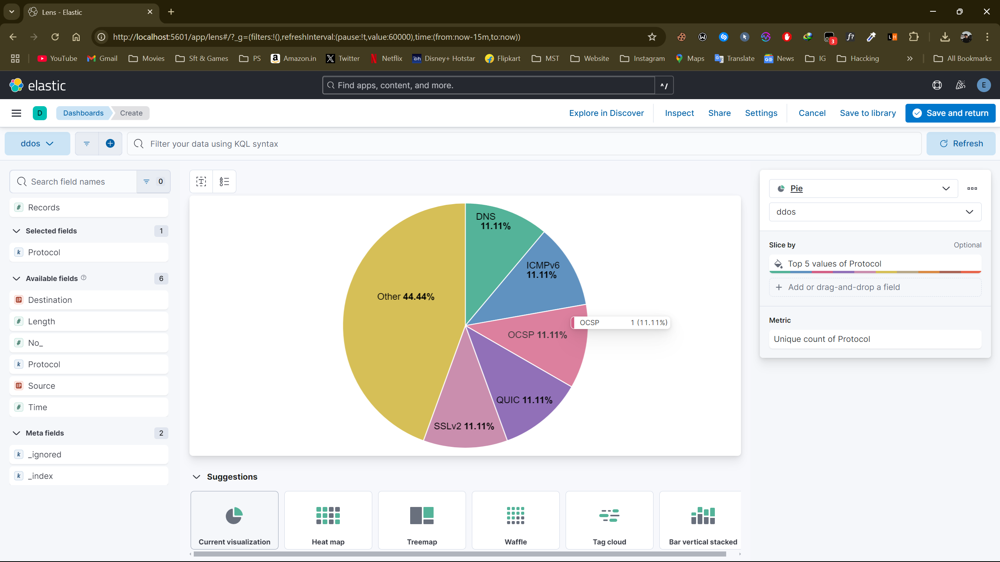 Lens - Elastic
http://localhost:5601/app/lens#/?_g=(filters:!(),refreshInterval:(pause:!t,value:60000),time:(from:now-15m,to:now))
3
f?
LH
YouTube
Gmail
Movies
Sft & Games
PS
Amazon.in
Twitter
Netflix
Disney+ Hotstar
Flipkart
MST
Website
Instagram
Maps
Translate
News
IG
Haccking
All Bookmarks
elastic
Find apps, content, and more.
^/
E
D
Dashboards
Create
Explore in Discover
Inspect
Share
Settings
Cancel
Save to library
Save and return
ddos
Filter your data using KQL syntax
Refresh
Search field names
0
Records
Selected fields
1
Protocol
Available fields
6
Destination
Length
No_
Protocol
Source
Time
Meta fields
2
_ignored
_index
DNS
11.11%
ICMPv6
11.11%
Other 44.44%
OCSP 1 (11.11%)
OCSP 11.11%
QUIC 11.11%
SSLv2 11.11%
Suggestions
Current visualization
Heat map
Treemap
Waffle
Tag cloud
Bar vertical stacked
Pie
ddos
Slice by
Optional
Top 5 values of Protocol
Add or drag-and-drop a field
Metric
Unique count of Protocol